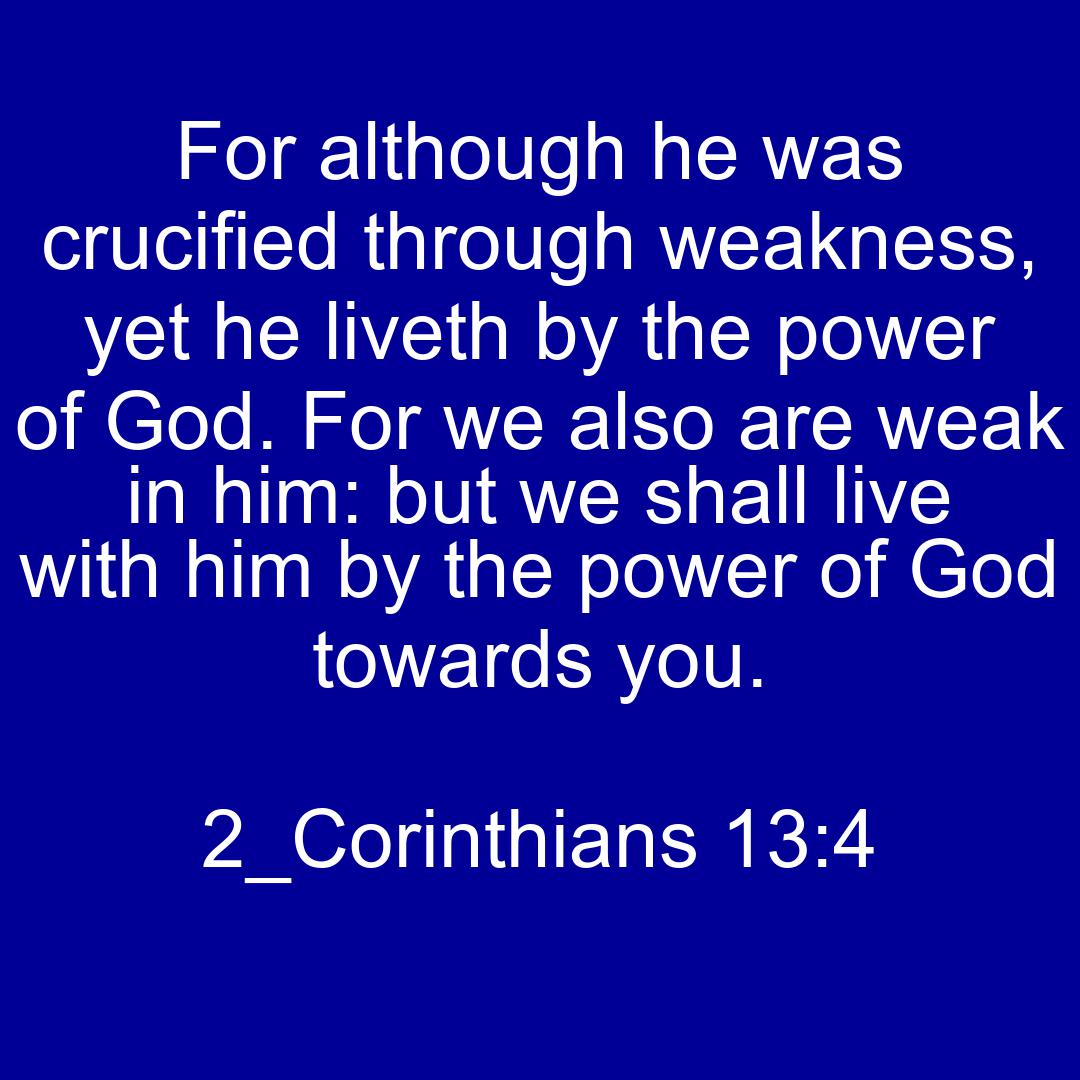 For although he was
crucified through weakness,
yet he liveth by the power
of God. For we also are weak
in him: but we shall live
with him by the power of God
towards you.
2_Corinthians 13:4